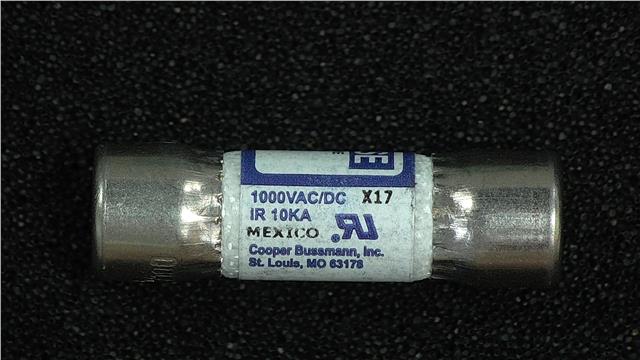 1000VAC/DC X17
IR 10KA
MEXICO
Cooper Bussmann, Inc.
St. Louis, MO 63178